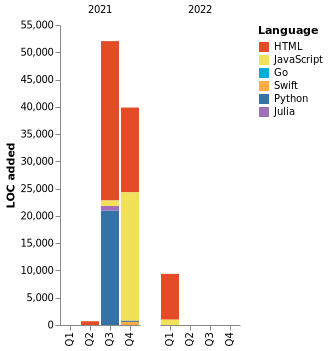 2021
2022
Language
HTML
JavaScript
Go
Swift
Python
Julia
LOC added
55,000
50,000
45,000
40,000
35,000
30,000
25,000
20,000
15,000
10,000
5,000
0
Q1
Q2
Q3
Q4
Q1
Q2
Q3
Q4